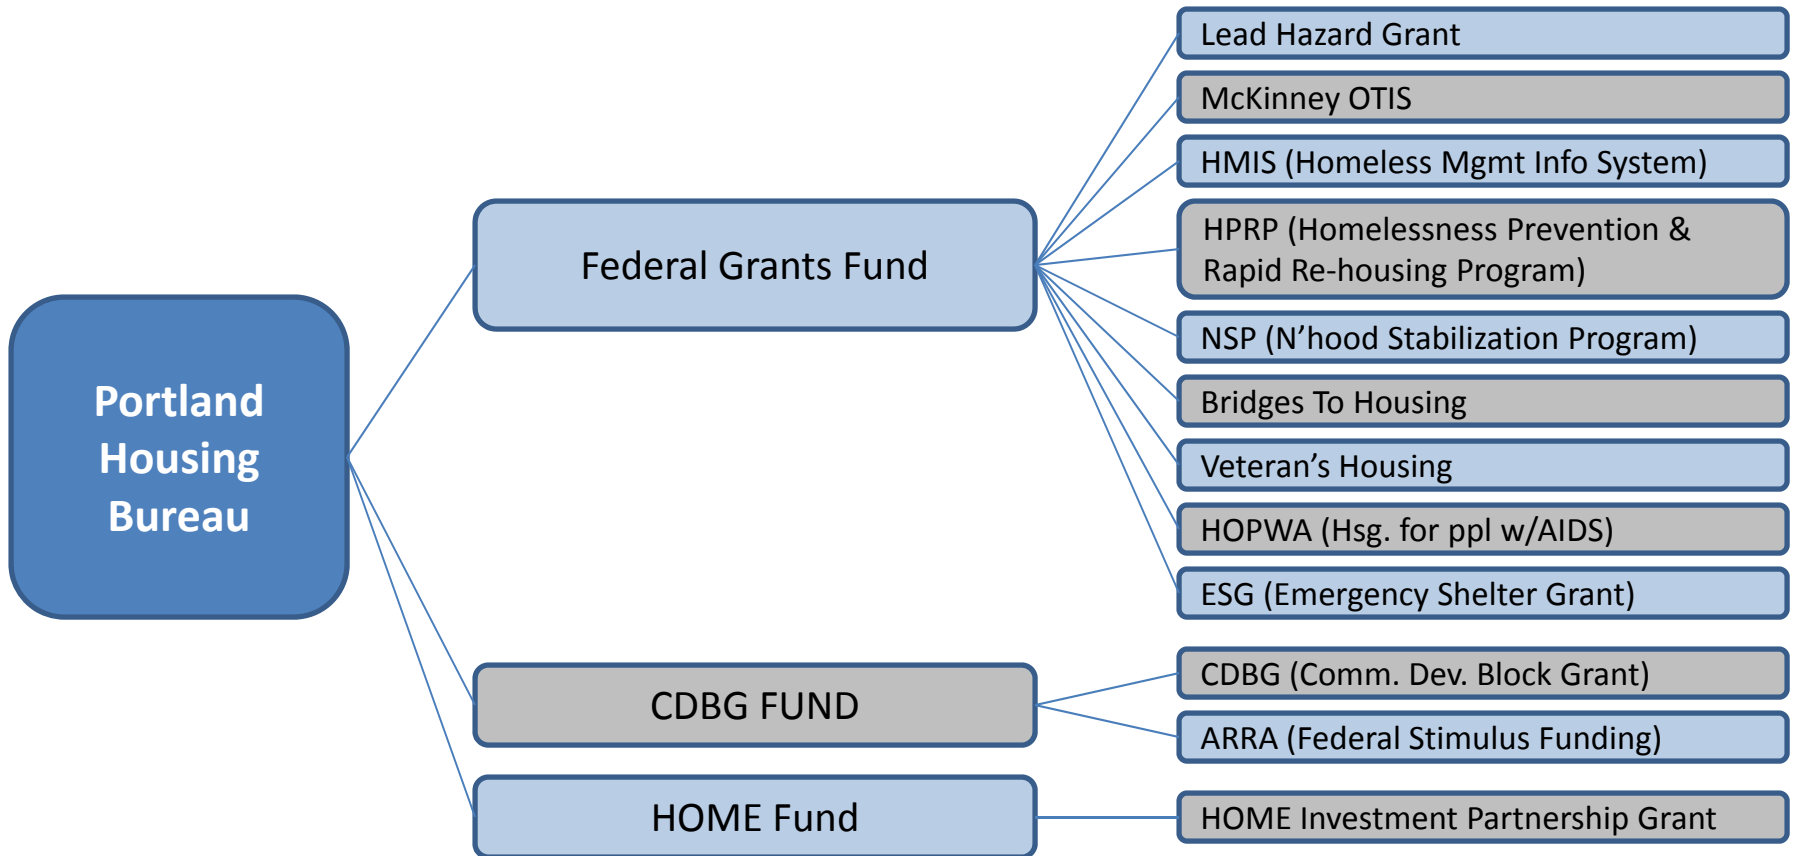 Portland
Housing
Bureau
Federal Grants Fund
CDBG FUND
HOME Fund
Lead Hazard Grant
McKinney OTIS
HMIS (Homeless Mgmt Info System)
HPRP (Homelessness Prevention &
Rapid Re-housing Program)
NSP (N’hood Stabilization Program)
Bridges To Housing
Veteran’s Housing
HOPWA (Hsg. for ppl w/AIDS)
ESG (Emergency Shelter Grant)
CDBG (Comm. Dev. Block Grant)
ARRA (Federal Stimulus Funding)
HOME Investment Partnership Grant